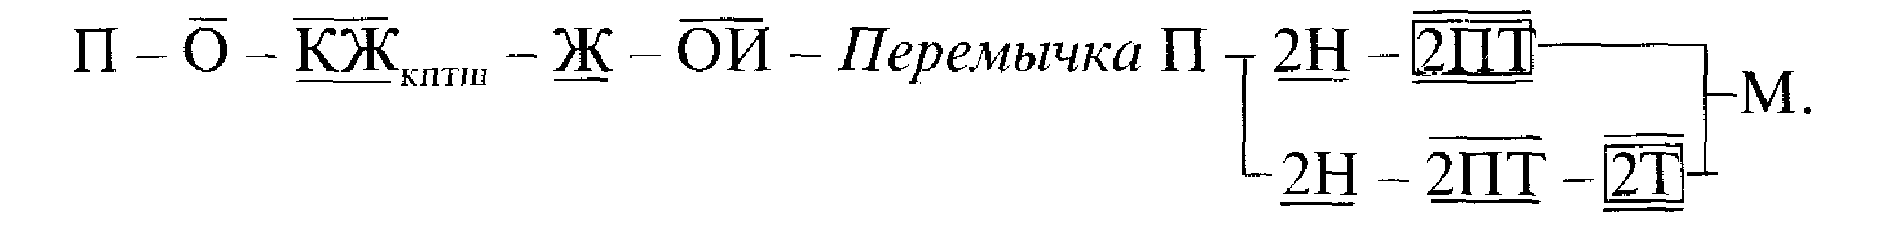 П – О – КЖкптш – Ж – ОИ – Перемычка П – 2Н – 2ПТ – М.
2Н – 2ПТ – 2Т